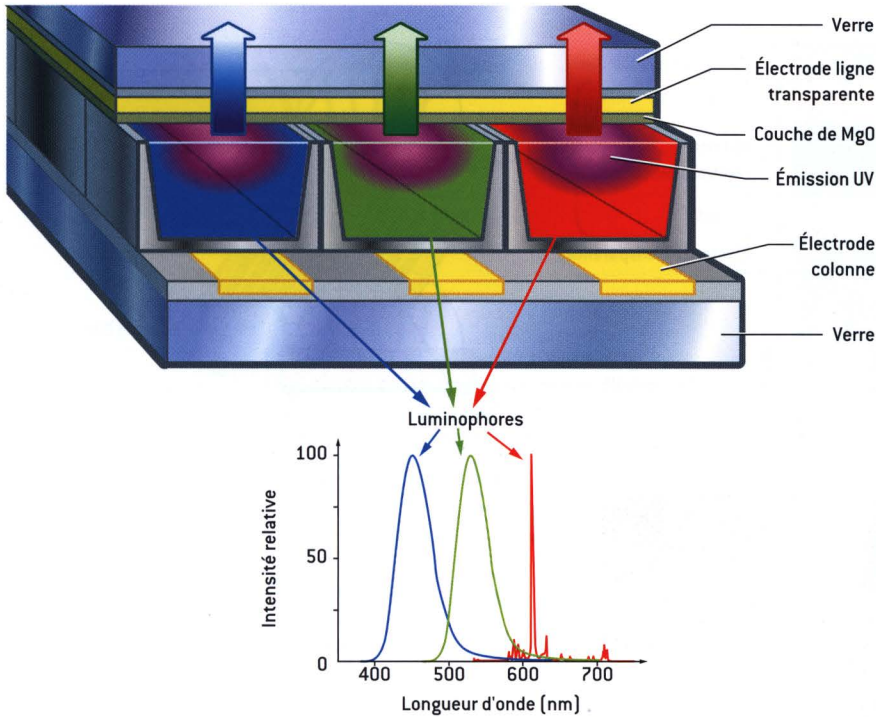 Verre
Électrode ligne
transparente
Couche de MgO
Émission UV
Électrode
colonne
Verre
Luminophores
Intensité relative
100
50
0
400
500
600
700
Longueur d'onde (nm)